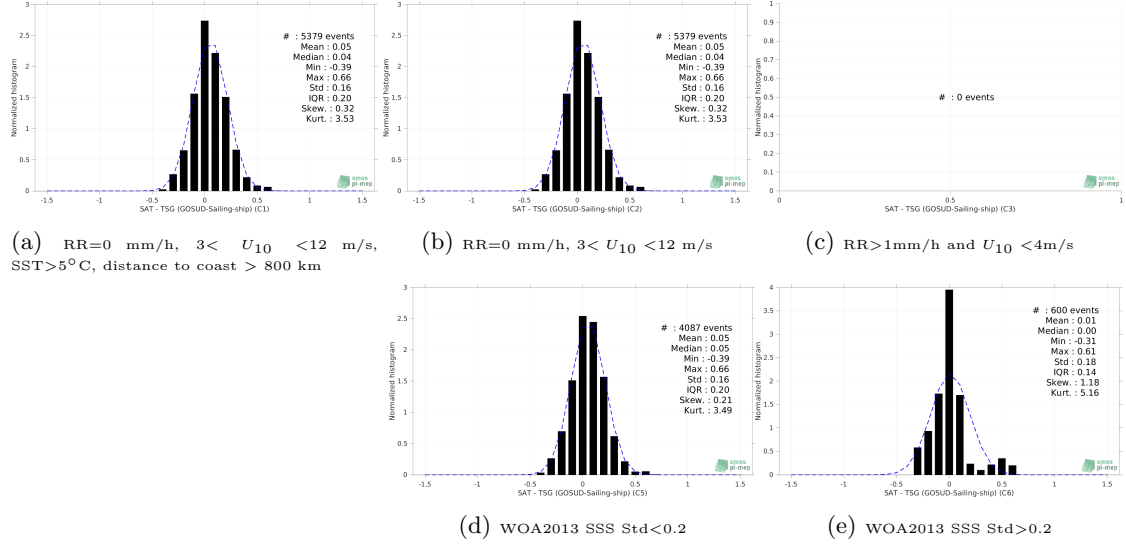 3
2.5
2
1.5
1
0.5
0
-1.5 -1 -0.5 0 0.5 1 1.5
Normalized histogram
SAT - TSG (GOSUD-Sailing-ship) (C1)
# : 5379 events
Mean : 0.05
Median : 0.04
Min : -0.39
Max : 0.66
Std : 0.16
IQR : 0.20
Skew. : 0.32
Kurt. : 3.53
smos
pi-mep
3
2.5
2
1.5
1
0.5
0
-1.5 -1 -0.5 0 0.5 1 1.5
Normalized histogram
SAT - TSG (GOSUD-Sailing-ship) (C2)
# : 5379 events
Mean : 0.05
Median : 0.04
Min : -0.39
Max : 0.66
Std : 0.16
IQR : 0.20
Skew. : 0.32
Kurt. : 3.53
smos
pi-mep
1
0.9
0.8
0.7
0.6
0.5
0.4
0.3
0.2
0.1
0
0 0.5 1
Normalized histogram
SAT - TSG (GOSUD-Sailing-ship) (C3)
# : 0 events
smos
pi-mep
(a) RR=0 mm/h, 3< U10 <12 m/s,
SST>5°C, distance to coast > 800 km
(b) RR=0 mm/h, 3< U10 <12 m/s
(c) RR>1mm/h and U10 <4m/s
3
2.5
2
1.5
1
0.5
0
-1.5 -1 -0.5 0 0.5 1 1.5
Normalized histogram
SAT - TSG (GOSUD-Sailing-ship) (C5)
# : 4087 events
Mean : 0.05
Median : 0.05
Min : -0.39
Max : 0.66
Std : 0.16
IQR : 0.20
Skew. : 0.21
Kurt. : 3.49
smos
pi-mep
4
3.5
3
2.5
2
1.5
1
0.5
0
-1.5 -1 -0.5 0 0.5 1 1.5
Normalized histogram
SAT - TSG (GOSUD-Sailing-ship) (C6)
# : 600 events
Mean : 0.01
Median : 0.00
Min : -0.31
Max : 0.61
Std : 0.18
IQR : 0.14
Skew. : 1.18
Kurt. : 5.16
smos
pi-mep
(d) WOA2013 SSS Std<0.2
(e) WOA2013 SSS Std>0.2